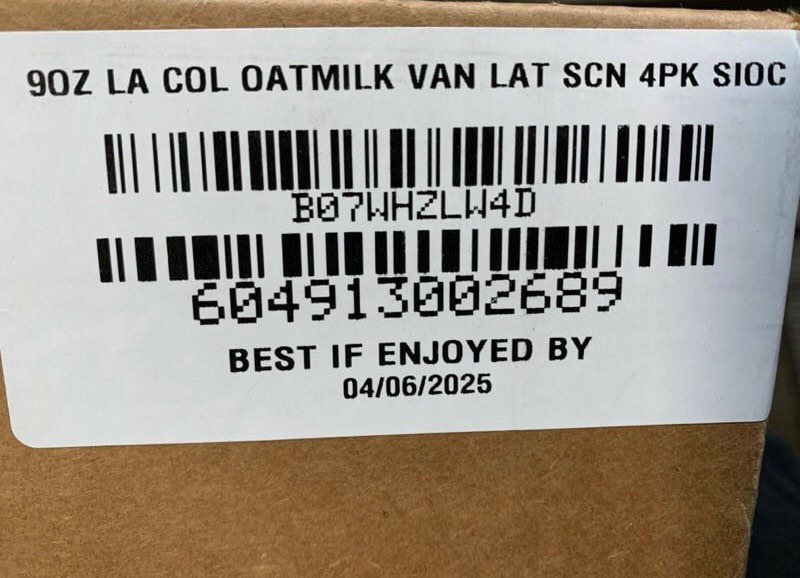 9OZ LA COL OATMILK VAN LAT SCN 4PK SIOC
B07WHZLW4D
604913002689
BEST IF ENJOYED BY
04/06/2025